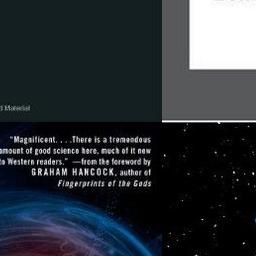 d Material
"Magnificent. . . .There is a tremendous
amount of good science here, much of it new
to Western readers." —from the foreword by
GRAHAM HANCOCK, author of
Fingerprints of the Gods